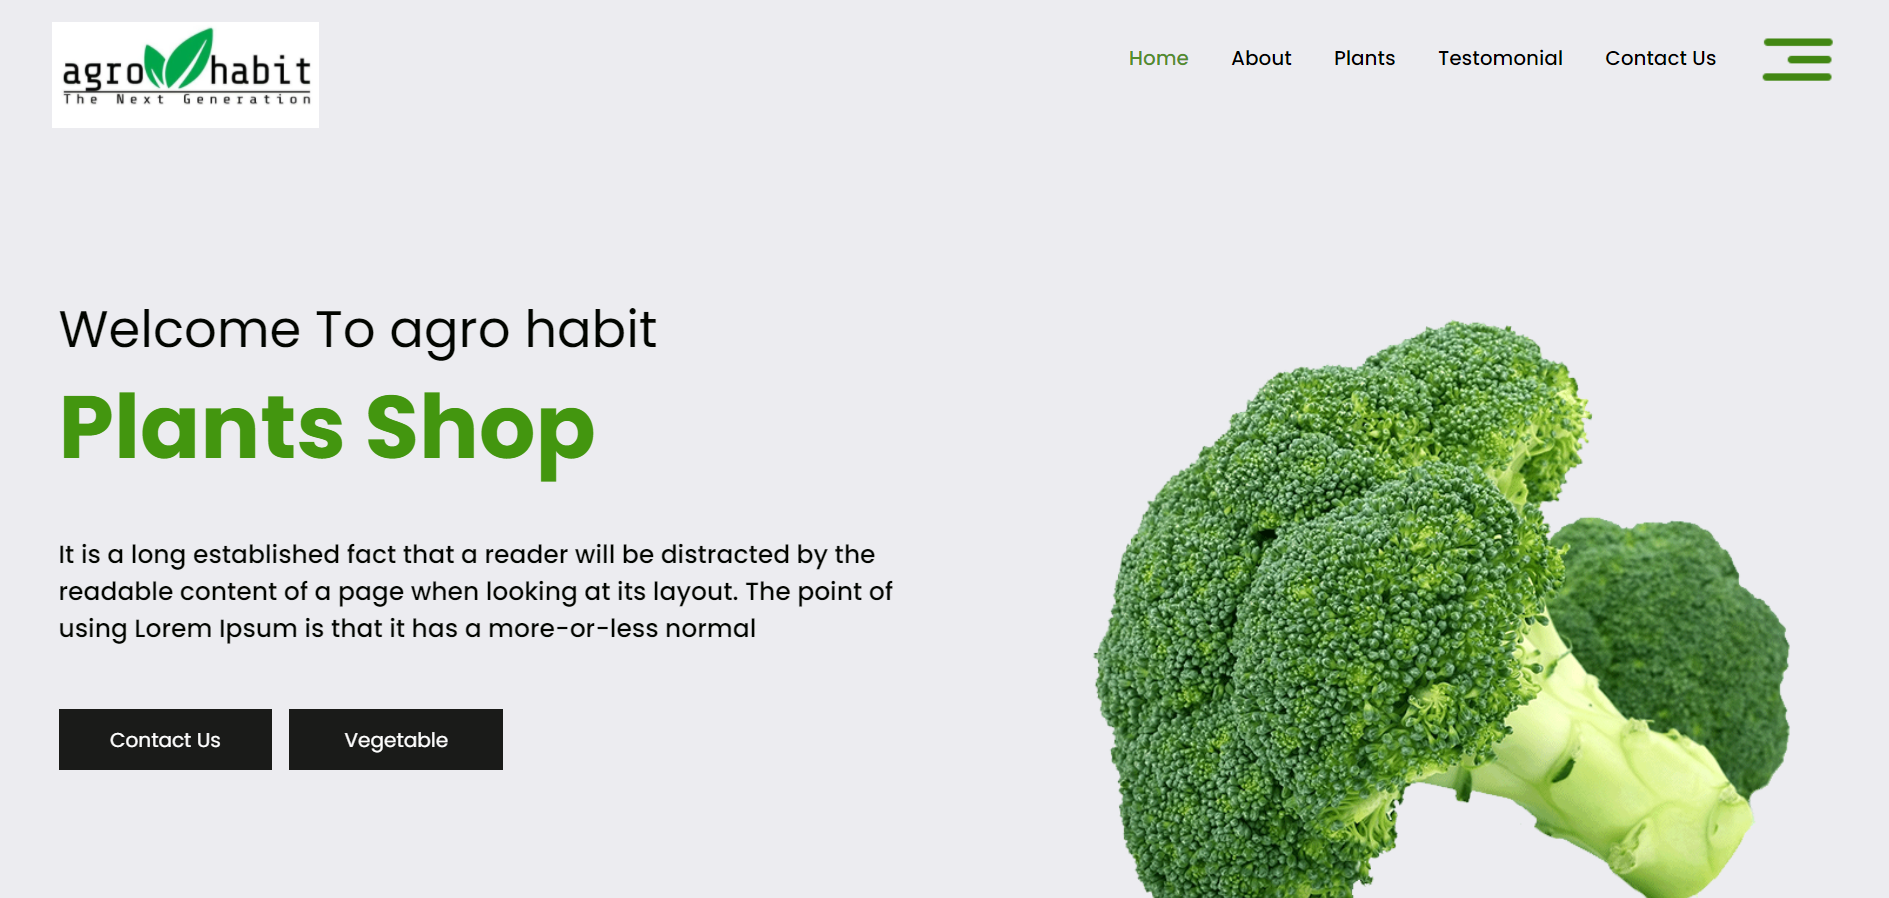 agro habit
The Next Generation
Home About Plants Testomonial Contact Us
Welcome To agro habit
Plants Shop
It is a long established fact that a reader will be distracted by the
readable content of a page when looking at its layout. The point of
using Lorem Ipsum is that it has a more-or-less normal
Contact Us Vegetable